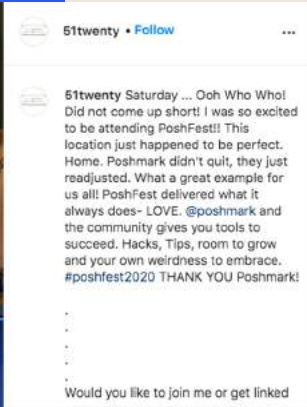 51twenty • Follow
...
51twenty Saturday ... Ooh Who Who!
Did not come up short! I was so excited
to be attending PoshFest!! This
location just happened to be perfect.
Home. Poshmark didn't quit, they just
readjusted. What a great example for
us all! PoshFest delivered what it
always does- LOVE. @poshmark and
the community gives you tools to
succeed. Hacks, Tips, room to grow
and your own weirdness to embrace.
#poshfest2020 THANK YOU Poshmark!
.
.
.
.
.
Would you like to join me or get linked